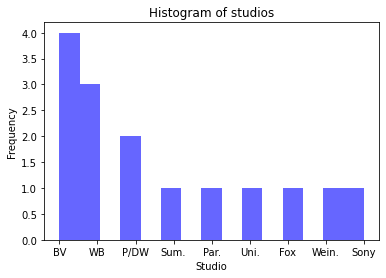 Histogram of studios
4.0
3.5
3.0
2.5
2.0
1.5
1.0
0.5
0.0
Frequency
BV WB P/DW Sum. Par. Uni. Fox Wein. Sony
Studio